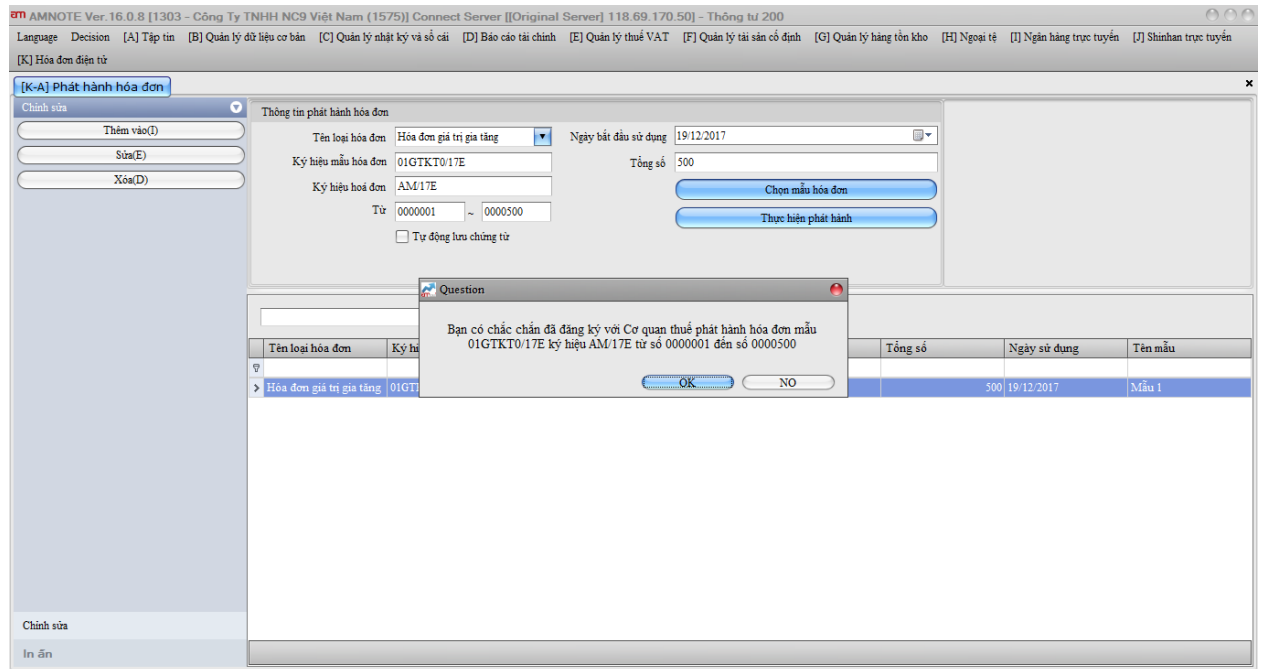 am AMNOTE Ver.16.0.8 [1303 - Công Ty TNHH NC9 Việt Nam (1575)] Connect Server [[Original Server] 118.69.170.50] - Thông tư 200
Language Decision [A] Tập tin [B] Quản lý dữ liệu cơ bản [C] Quản lý nhật ký và sổ cái [D] Báo cáo tài chính [E] Quản lý thuế VAT [F] Quản lý tài sản cố định [G] Quản lý hàng tồn kho [H] Ngoại tệ [I] Ngân hàng trực tuyến [J] Shinhan trực tuyến
[K] Hóa đơn điện tử
[K-A] Phát hành hóa đơn
Chỉnh sửa
Thêm vào(I)
Sửa(E)
Xóa(D)
Thông tin phát hành hóa đơn
Tên loại hóa đơn Hóa đơn giá trị gia tăng Ngày bắt đầu sử dụng 19/12/2017
Ký hiệu mẫu hóa đơn 01GTKT0/17E Tổng số 500
Ký hiệu hoá đơn AM/17E Chọn mẫu hóa đơn
Từ 0000001 ~ 0000500 Thực hiện phát hành
Tự động lưu chứng từ
Question
Bạn có chắc chắn đã đăng ký với Cơ quan thuế phát hành hóa đơn mẫu
01GTKT0/17E ký hiệu AM/17E từ số 0000001 đến số 0000500
OK NO
Tên loại hóa đơn Ký hi Tổng số Ngày sử dụng Tên mẫu
Hóa đơn giá trị gia tăng 01GT 500 19/12/2017 Mẫu 1
Chỉnh sửa
In ấn